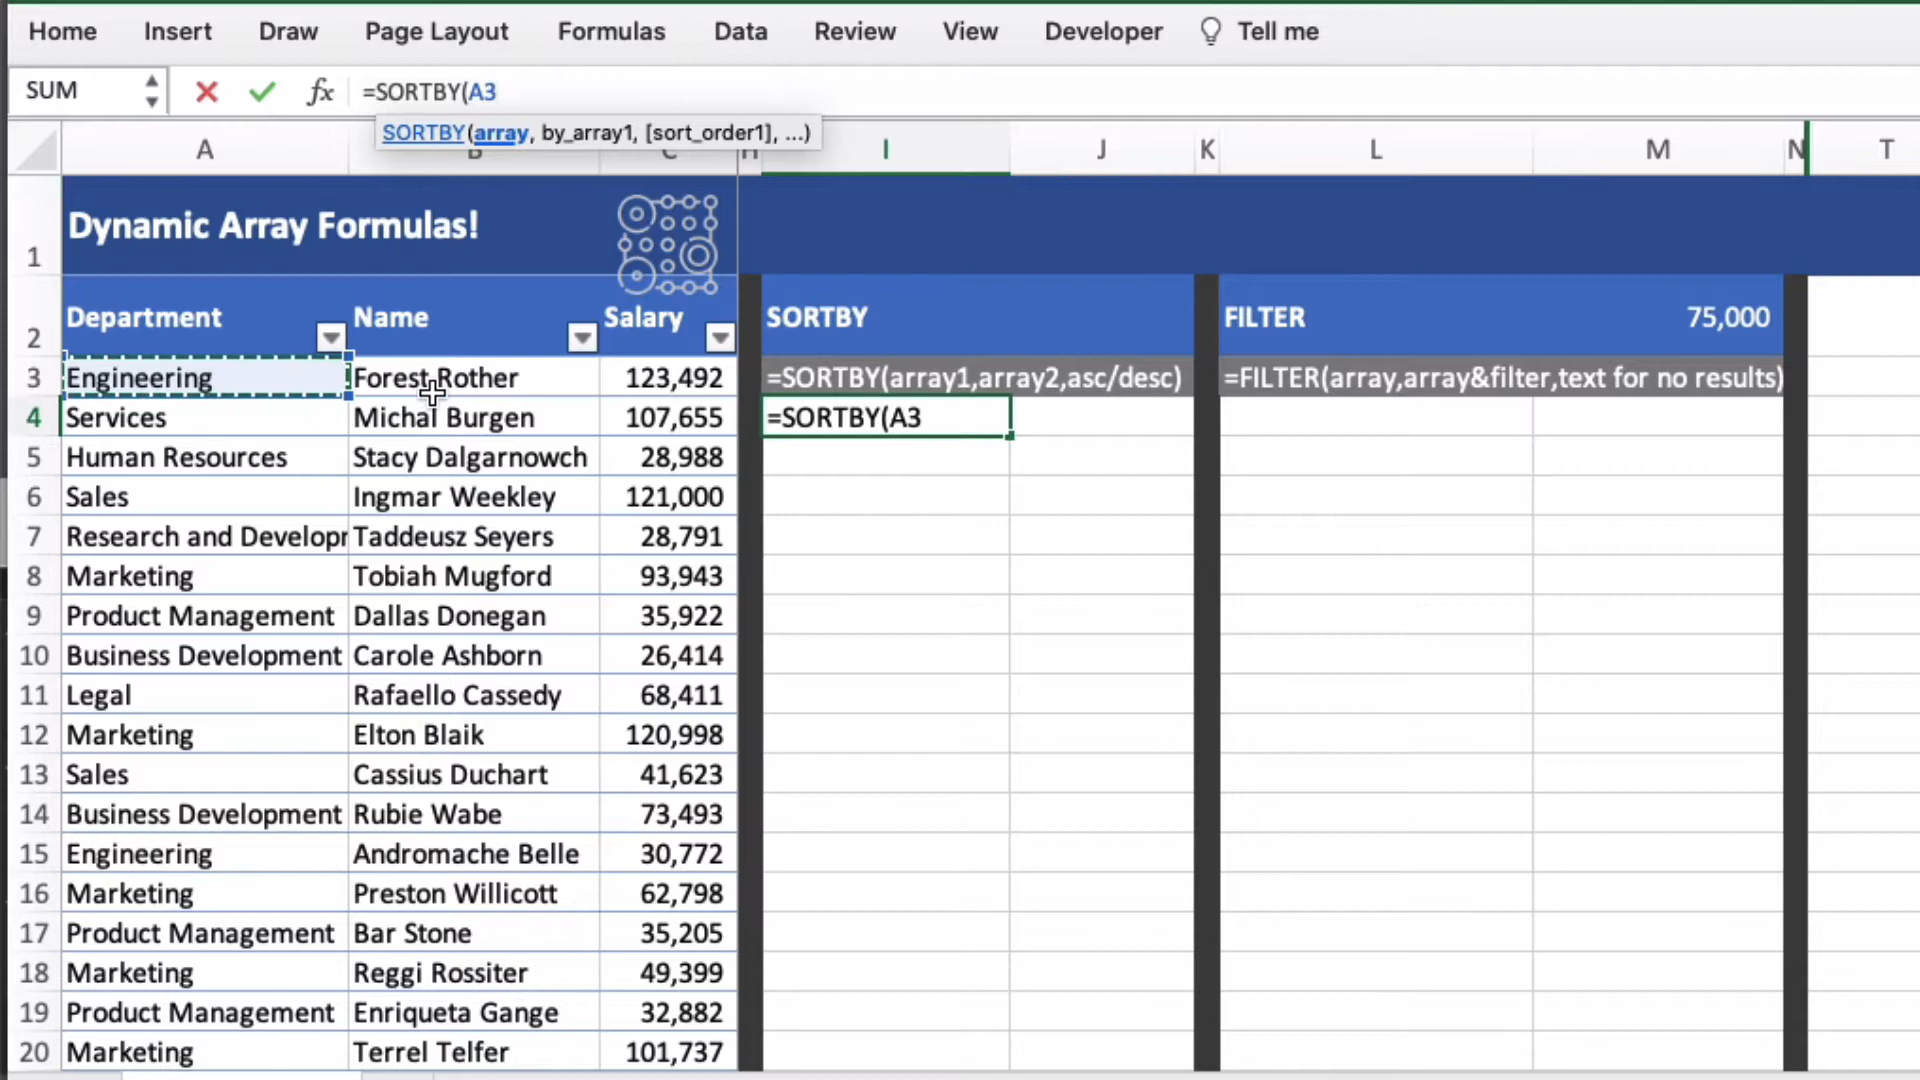 Home Insert Draw Page Layout Formulas Data Review View Developer Tell me
SUM fx =SORTBY(A3
SORTBY(array, by_array1, [sort_order1], ...)
A I J K L M N T
1 Dynamic Array Formulas!
2 Department Name Salary SORTBY FILTER 75,000
3 Engineering Forest Rother 123,492 =SORTBY(array1,array2,asc/desc) =FILTER(array,array&filter,text for no results)
4 Services Michal Burgen 107,655 =SORTBY(A3
5 Human Resources Stacy Dalgarnowch 28,988
6 Sales Ingmar Weekley 121,000
7 Research and Developr Taddeusz Seyers 28,791
8 Marketing Tobiah Mugford 93,943
9 Product Management Dallas Donegan 35,922
10 Business Development Carole Ashborn 26,414
11 Legal Rafaello Cassedy 68,411
12 Marketing Elton Blaik 120,998
13 Sales Cassius Duchart 41,623
14 Business Development Rubie Wabe 73,493
15 Engineering Andromache Belle 30,772
16 Marketing Preston Willicott 62,798
17 Product Management Bar Stone 35,205
18 Marketing Reggi Rossiter 49,399
19 Product Management Enriqueta Gange 32,882
20 Marketing Terrel Telfer 101,737